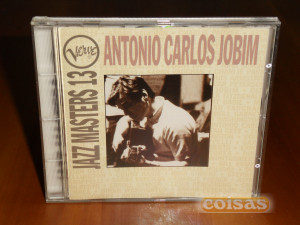 Verve
ANTONIO CARLOS JOBIM
JAZZ MASTERS 13
coisas